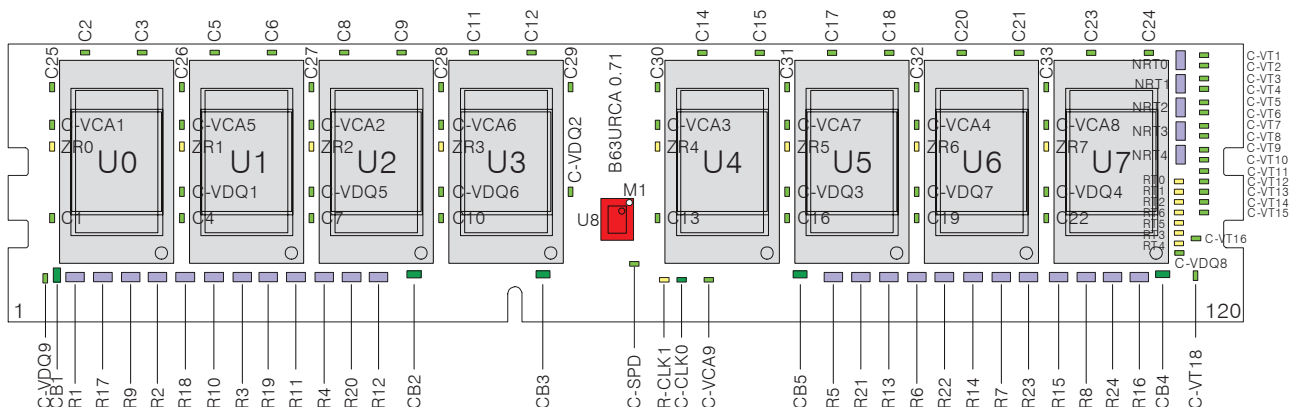 C2 C3 C5 C6 C8 C9 C11 C12 C14 C15 C17 C18 C20 C21 C23 C24
C25 C26 C27 C28 C29 C30 C31 C32 C33
B63URCA 0.71
NRT0
NRT1
NRT2
NRT3
NRT4
C-VT1
C-VT2
C-VT3
C-VT4
C-VT5
C-VT6
C-VT7
C-VT8
C-VT9
C-VT10
C-VT11
C-VT12
C-VT13
C-VT14
C-VT15
C-VCA1 C-VCA5 C-VCA2 C-VCA6 C-VDQ2 C-VCA3 C-VCA7 C-VCA4 C-VCA8
ZR0 ZR1 ZR2 ZR3 ZR4 ZR5 ZR6 ZR7
U0 U1 U2 U3 U4 U5 U6 U7
C-VDQ1 C-VDQ5 C-VDQ6 M1 C-VDQ3 C-VDQ7 C-VDQ4
RT0
RT1
RT2
RT6
RT5
RT3
RT4
C1 C4 C7 C10 U8 C13 C16 C19 C22
C-VT16
C-VDQ8
1 120
C-VDQ9 CB1 R1 R17 R9 R2 R18 R10 R3 R19 R11 R4 R20 R12 CB2 CB3 C-SPD R-CLK1 C-CLK0 C-VCA9 CB5 R5 R21 R13 R6 R22 R14 R7 R23 R15 R8 R24 R16 CB4 C-VT18